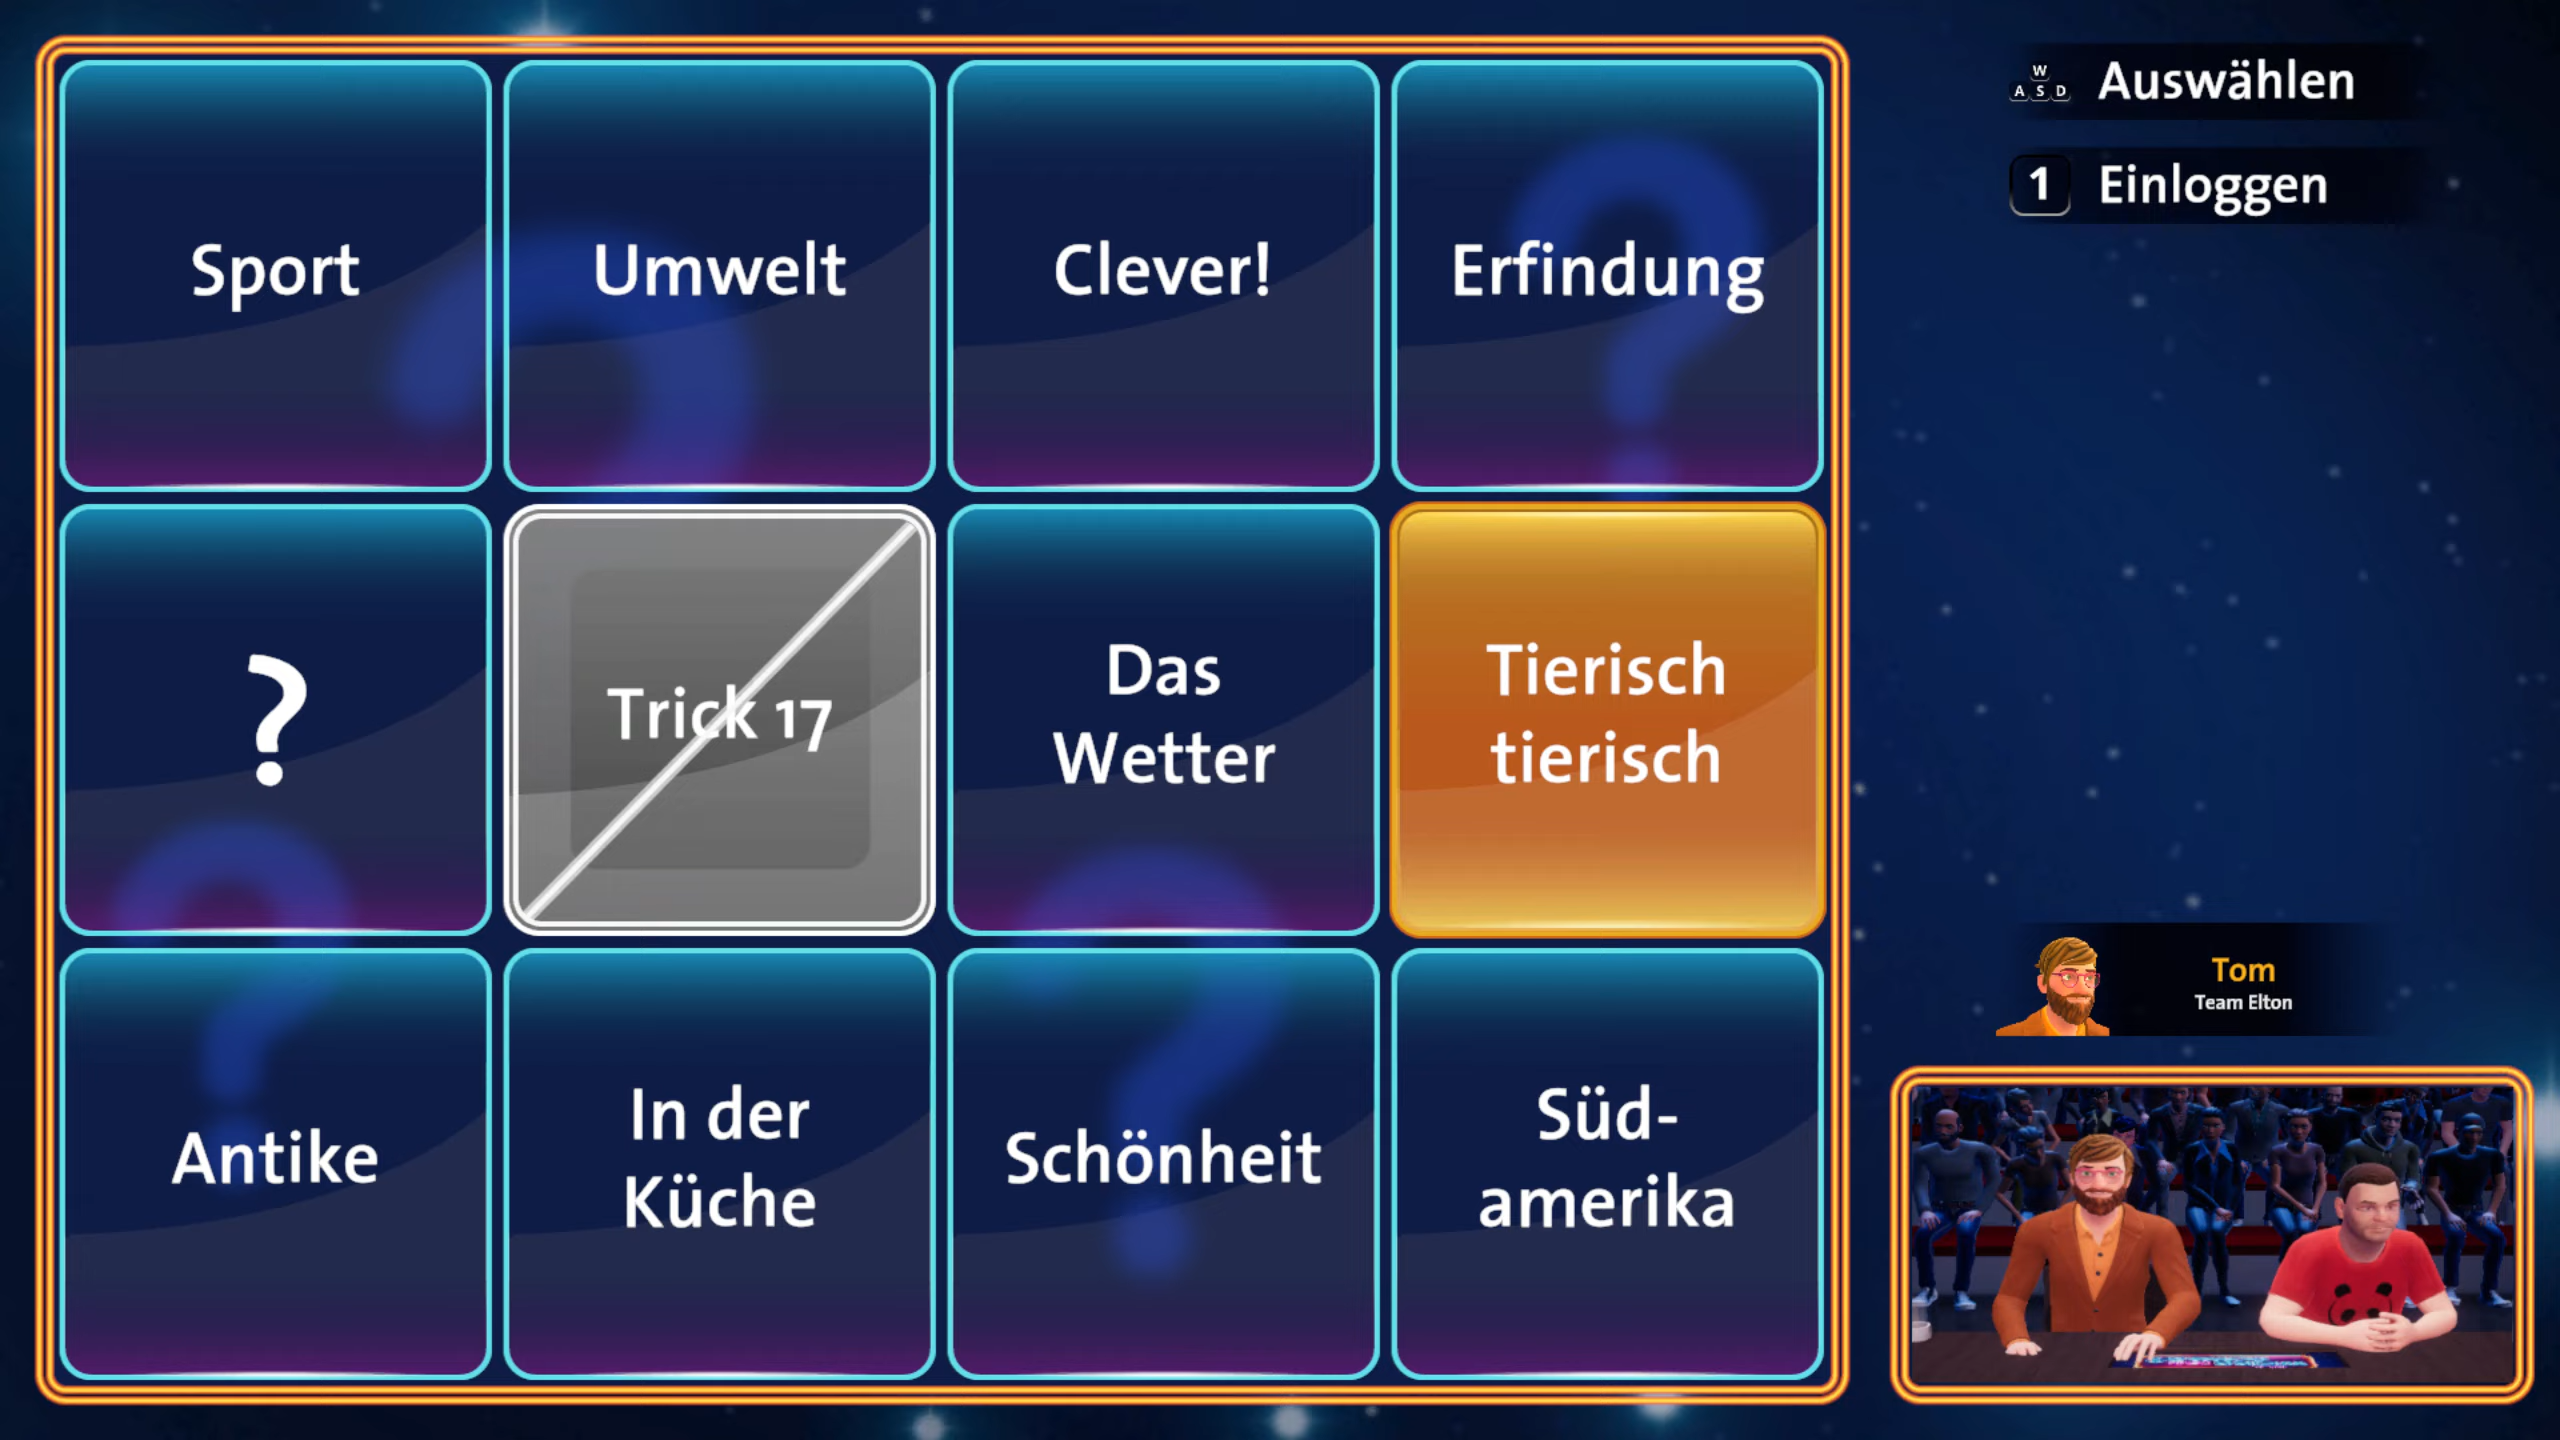 Sport
Umwelt
Clever!
Erfindung
?
Trick 17
Das
Wetter
Tierisch
tierisch
Antike
In der
Küche
Schönheit
Süd-
amerika
W
A S D
Auswählen
1
Einloggen
Tom
Team Elton